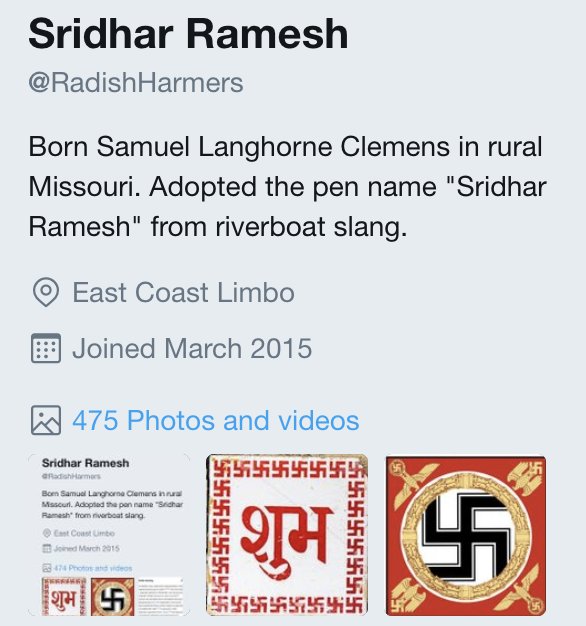 Sridhar Ramesh
@RadishHarmers
Born Samuel Langhorne Clemens in rural
Missouri. Adopted the pen name "Sridhar
Ramesh" from riverboat slang.
East Coast Limbo
Joined March 2015
475 Photos and videos
Sridhar Ramesh
@RadishHarmers
Born Samuel Langhorne Clemens in rural
Missouri. Adopted the pen name "Sridhar
Ramesh" from riverboat slang.
East Coast Limbo
Joined March 2015
474 Photos and videos
शुभ
शुभ